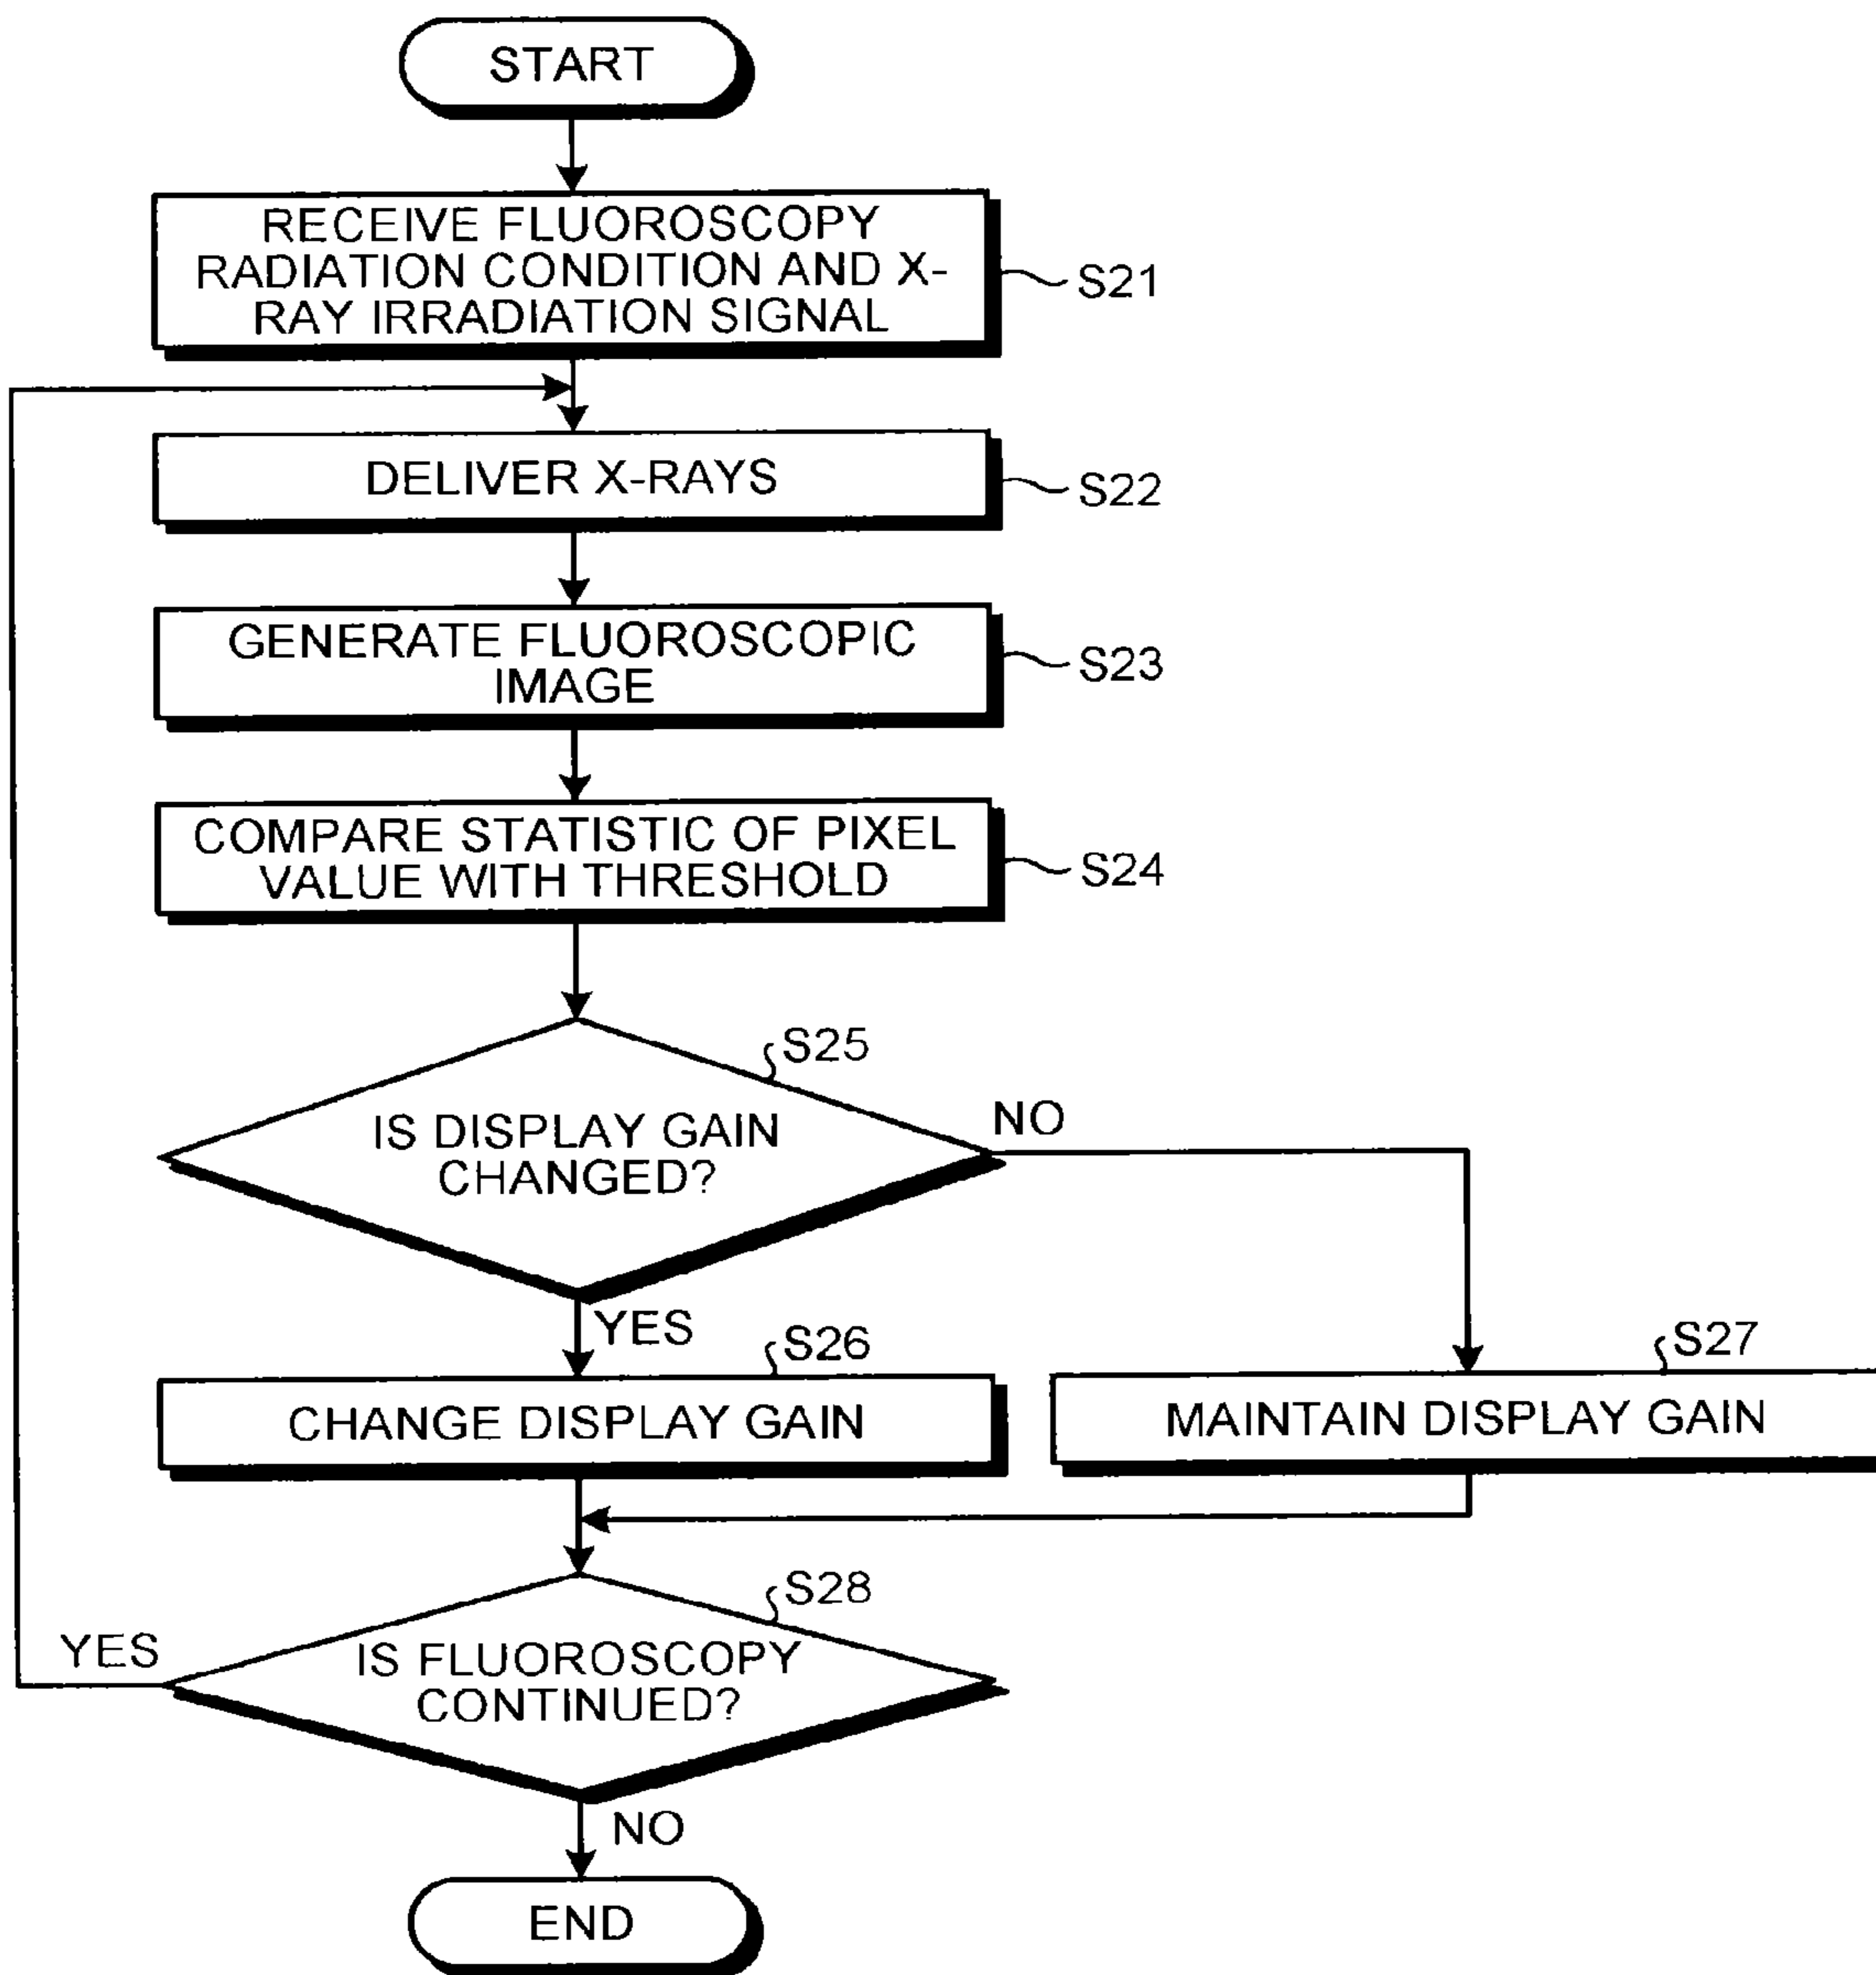 START
RECEIVE FLUOROSCOPY
RADIATION CONDITION AND X-
RAY IRRADIATION SIGNAL
S21
DELIVER X-RAYS
S22
GENERATE FLUOROSCOPIC
IMAGE
S23
COMPARE STATISTIC OF PIXEL
VALUE WITH THRESHOLD
S24
S25
IS DISPLAY GAIN
CHANGED?
NO
YES
S26
CHANGE DISPLAY GAIN
S27
MAINTAIN DISPLAY GAIN
S28
IS FLUOROSCOPY
CONTINUED?
YES
NO
END